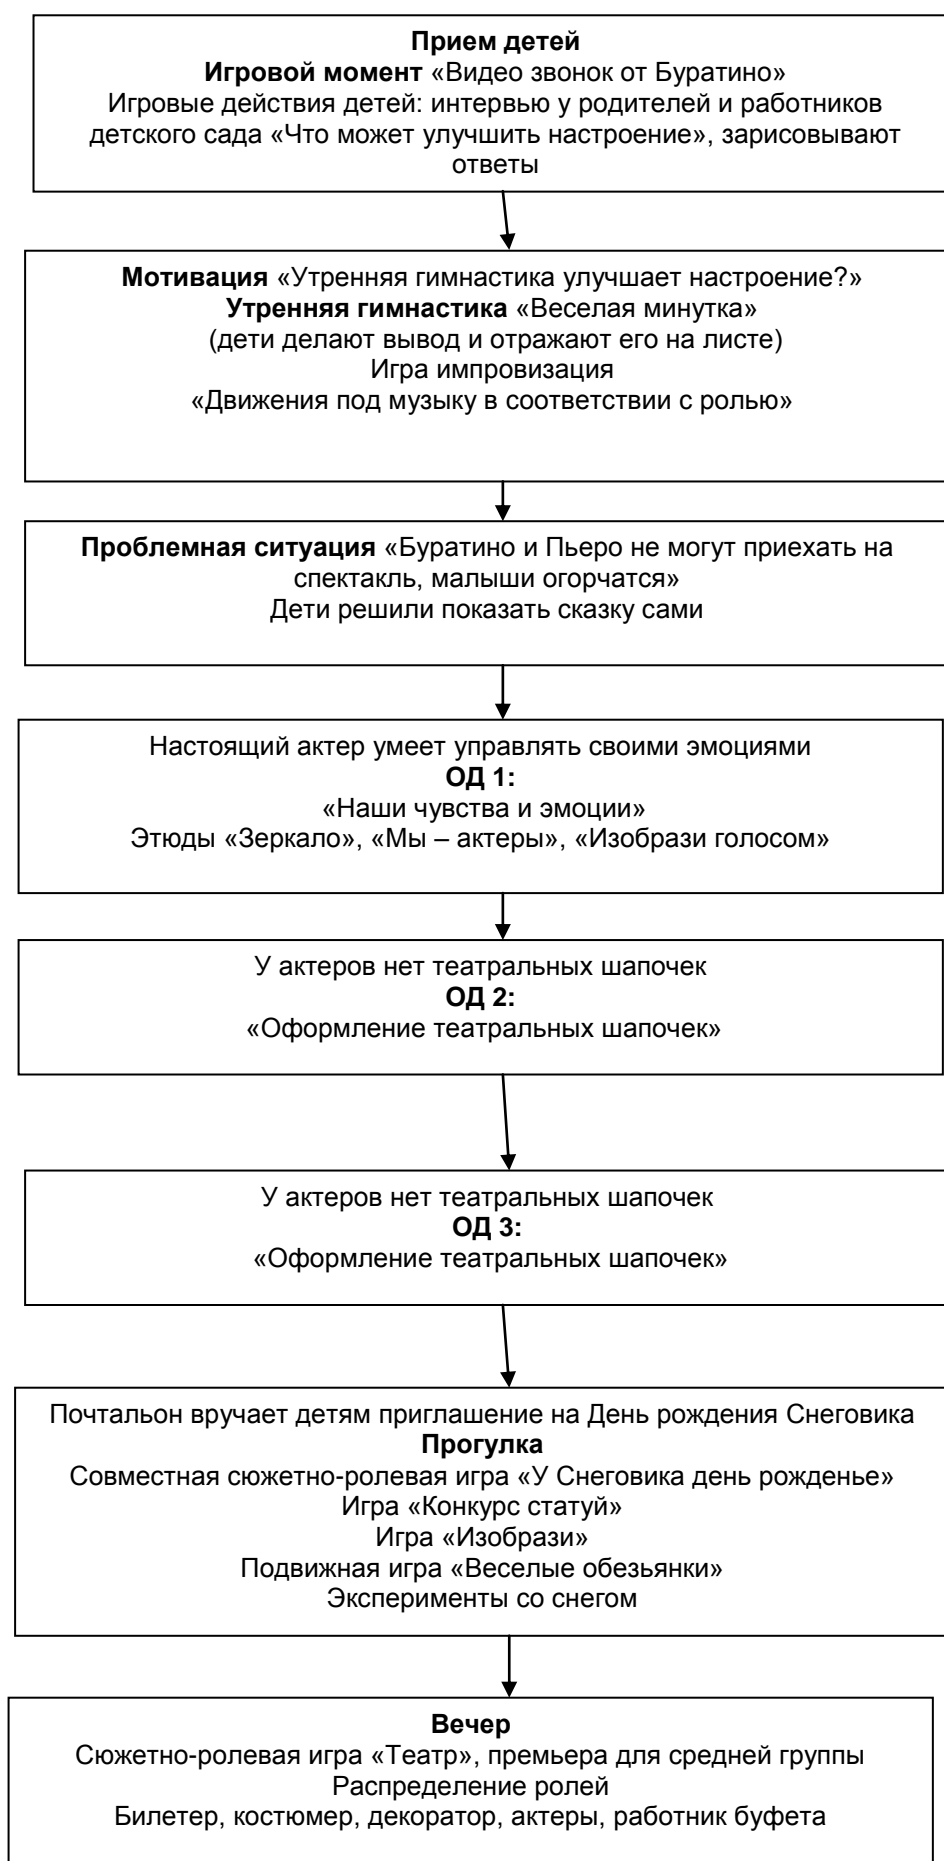 Прием детей
Игровой момент «Видео звонок от Буратино»
Игровые действия детей: интервью у родителей и работников
детского сада «Что может улучшить настроение», зарисовывают
ответы
Мотивация «Утренняя гимнастика улучшает настроение?»
Утренняя гимнастика «Веселая минутка»
(дети делают вывод и отражают его на листе)
Игра импровизация
«Движения под музыку в соответствии с ролью»
Проблемная ситуация «Буратино и Пьеро не могут приехать на
спектакль, малыши огорчатся»
Дети решили показать сказку сами
Настоящий актер умеет управлять своими эмоциями
ОД 1:
«Наши чувства и эмоции»
Этюды «Зеркало», «Мы – актеры», «Изобрази голосом»
У актеров нет театральных шапочек
ОД 2:
«Оформление театральных шапочек»
У актеров нет театральных шапочек
ОД 3:
«Оформление театральных шапочек»
Почтальон вручает детям приглашение на День рождения Снеговика
Прогулка
Совместная сюжетно-ролевая игра «У Снеговика день рожденье»
Игра «Конкурс статуй»
Игра «Изобрази»
Подвижная игра «Веселые обезьянки»
Эксперименты со снегом
Вечер
Сюжетно-ролевая игра «Театр», премьера для средней группы
Распределение ролей
Билетер, костюмер, декоратор, актеры, работник буфета